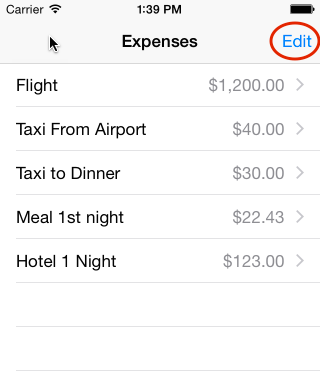 Carrier 1:39 PM
Expenses Edit
Flight $1,200.00
Taxi From Airport $40.00
Taxi to Dinner $30.00
Meal 1st night $22.43
Hotel 1 Night $123.00